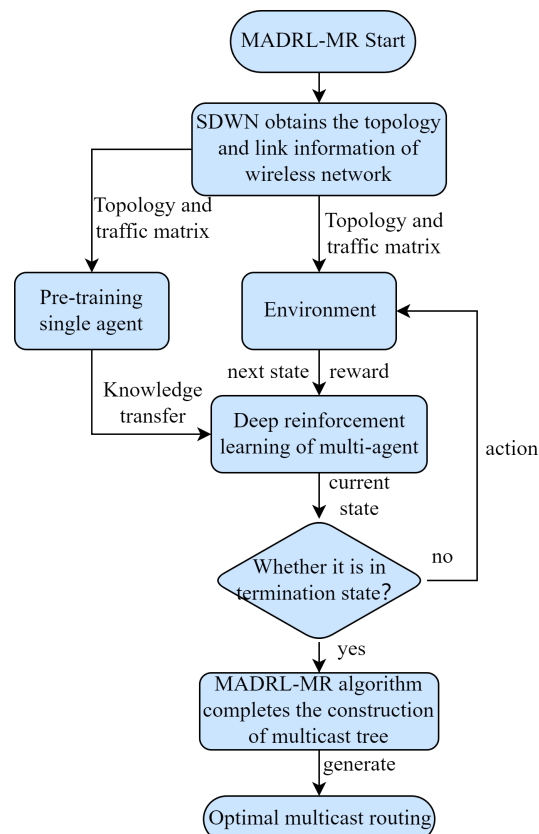 MADRL-MR Start
SDWN obtains the topology
and link information of
wireless network
Topology and
traffic matrix
Topology and
traffic matrix
Pre-training
single agent
Environment
next state
reward
Knowledge
transfer
Deep reinforcement
learning of multi-agent
action
current
state
Whether it is in
termination state?
no
yes
MADRL-MR algorithm
completes the construction
of multicast tree
generate
Optimal multicast routing